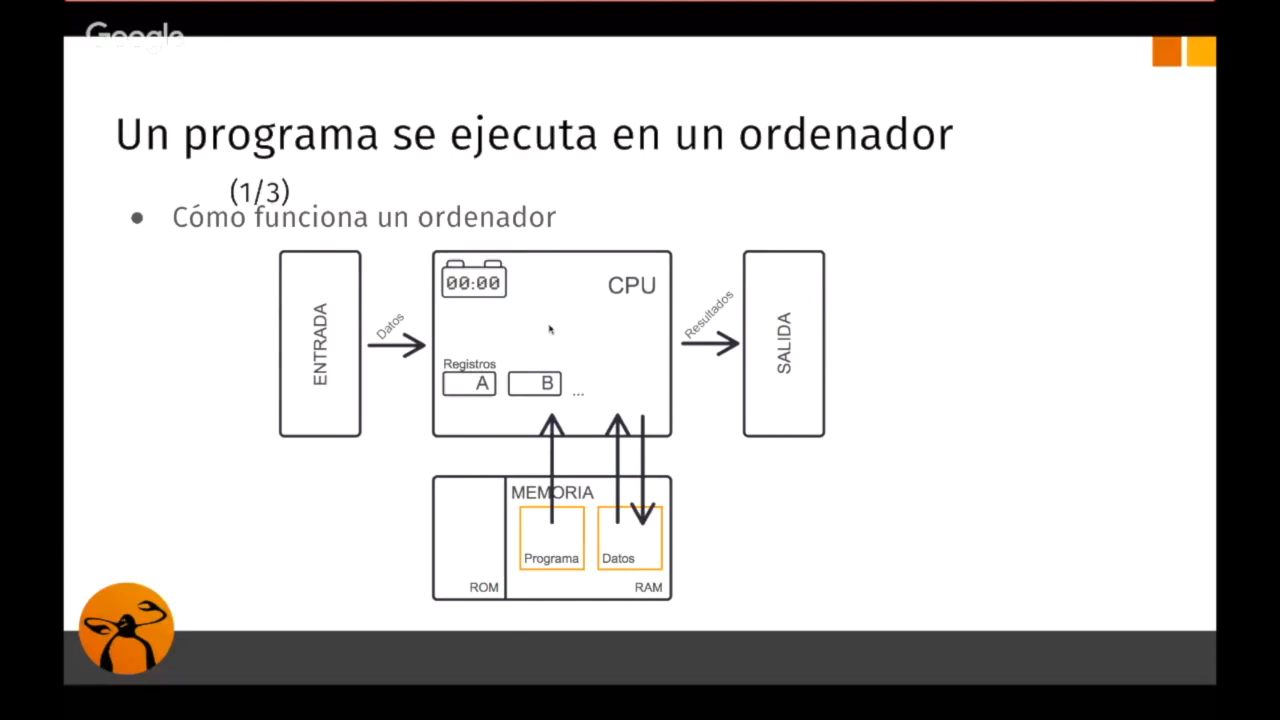 Google
Un programa se ejecuta en un ordenador
(1/3)
● Cómo funciona un ordenador
ENTRADA
Datos
00:00
CPU
Registros
A
B
...
Resultados
SALIDA
MEMORIA
Programa
Datos
ROM
RAM